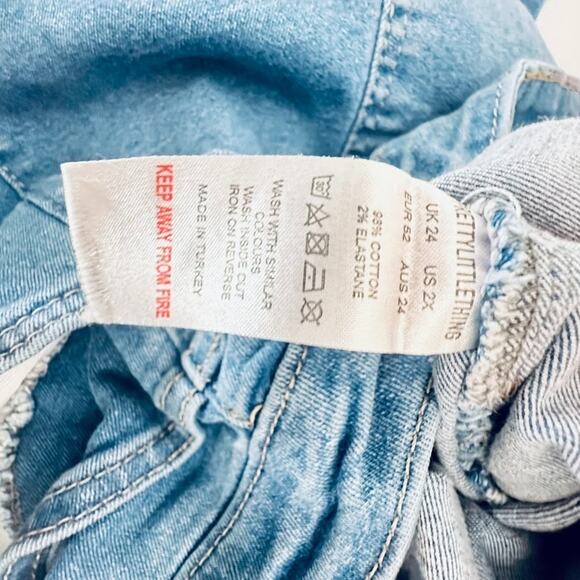 PRETTYLITTLETHING
UK 24 US 2X
EUR 52 AUS 24
98% COTTON
2% ELASTANE
30
WASH WITH SIMILAR
COLOURS
WASH INSIDE OUT
IRON ON REVERSE
MADE IN TURKEY
KEEP AWAY FROM FIRE